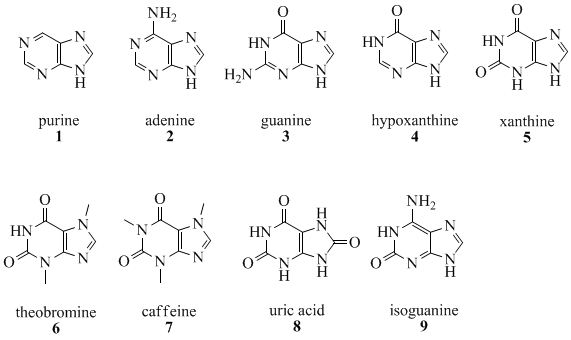 NH₂
O
O
O
N
N
HN
N
HN
N
HN
N
N
N
N
H
N
N
H
H₂N
N
N
H
N
N
H
O
N
H
N
H
purine
adenine
guanine
hypoxanthine
xanthine
1
2
3
4
5
O
O
O
NH₂
HN
N
N
N
HN
H
N
HN
N
O
N
N
O
N
N
O
N
H
N
H
O
O
N
N
H
theobromine
caffeine
uric acid
isoguanine
6
7
8
9